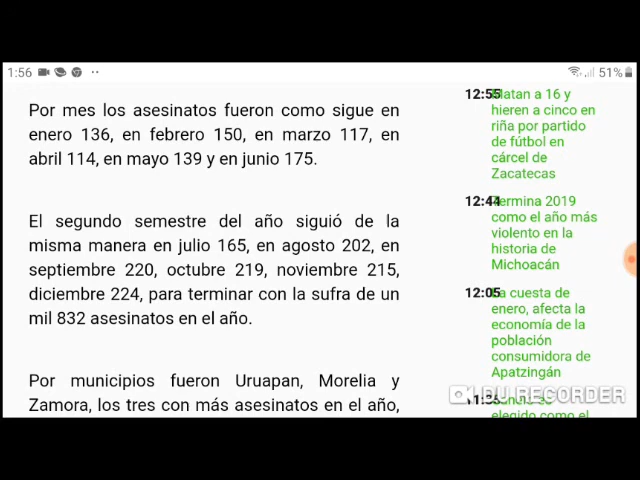 1:56
51%
Por mes los asesinatos fueron como sigue en
enero 136, en febrero 150, en marzo 117, en
abril 114, en mayo 139 y en junio 175.
El segundo semestre del año siguió de la
misma manera en julio 165, en agosto 202, en
septiembre 220, octubre 219, noviembre 215,
diciembre 224, para terminar con la sufra de un
mil 832 asesinatos en el año.
Por municipios fueron Uruapan, Morelia y
Zamora, los tres con más asesinatos en el año,
12:55 Matan a 16 y
hieren a cinco en
riña por partido
de fútbol en
cárcel de
Zacatecas
12:44 Termina 2019
como el año más
violento en la
historia de
Michoacán
12:05 La cuesta de
enero, afecta la
economía de la
población
consumidora de
Apatzingán
DU RECORDER
11:35
elegido como el